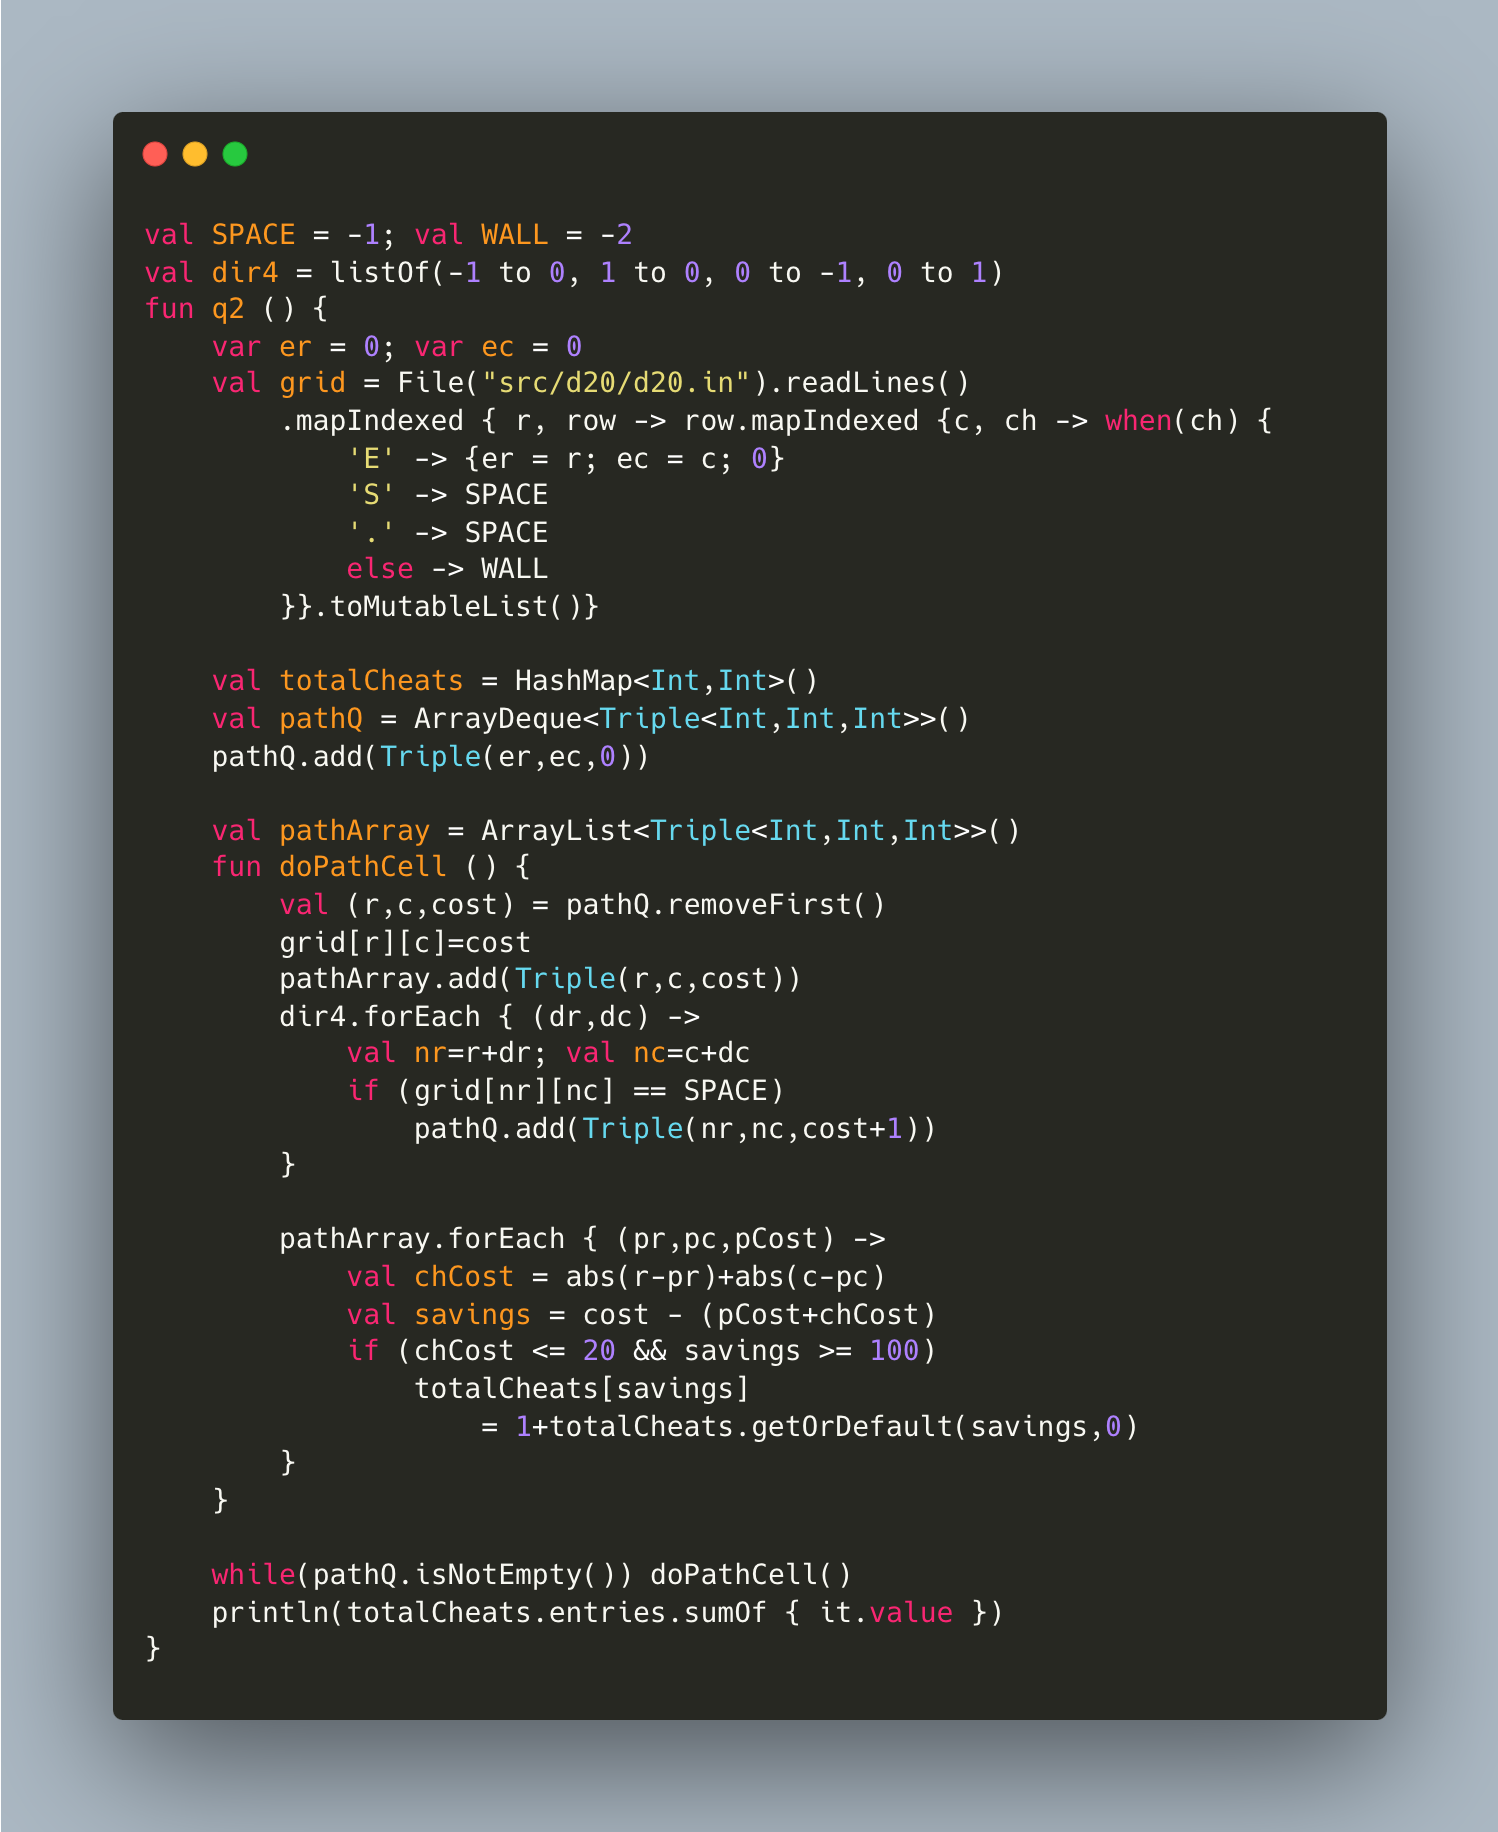 val SPACE = -1; val WALL = -2
val dir4 = listOf(-1 to 0, 1 to 0, 0 to -1, 0 to 1)
fun q2 () {
    var er = 0; var ec = 0
    val grid = File("src/d20/d20.in").readLines()
        .mapIndexed { r, row -> row.mapIndexed {c, ch -> when(ch) {
            'E' -> {er = r; ec = c; 0}
            'S' -> SPACE
            '.' -> SPACE
            else -> WALL
        }}.toMutableList()}

    val totalCheats = HashMap<Int,Int>()
    val pathQ = ArrayDeque<Triple<Int,Int,Int>>()
    pathQ.add(Triple(er,ec,0))

    val pathArray = ArrayList<Triple<Int,Int,Int>>()
    fun doPathCell () {
        val (r,c,cost) = pathQ.removeFirst()
        grid[r][c]=cost
        pathArray.add(Triple(r,c,cost))
        dir4.forEach { (dr,dc) ->
            val nr=r+dr; val nc=c+dc
            if (grid[nr][nc] == SPACE)
                pathQ.add(Triple(nr,nc,cost+1))
        }

        pathArray.forEach { (pr,pc,pCost) ->
            val chCost = abs(r-pr)+abs(c-pc)
            val savings = cost - (pCost+chCost)
            if (chCost <= 20 && savings >= 100)
                totalCheats[savings]
                    = 1+totalCheats.getOrDefault(savings,0)
        }
    }

    while(pathQ.isNotEmpty()) doPathCell()
    println(totalCheats.entries.sumOf { it.value })
}